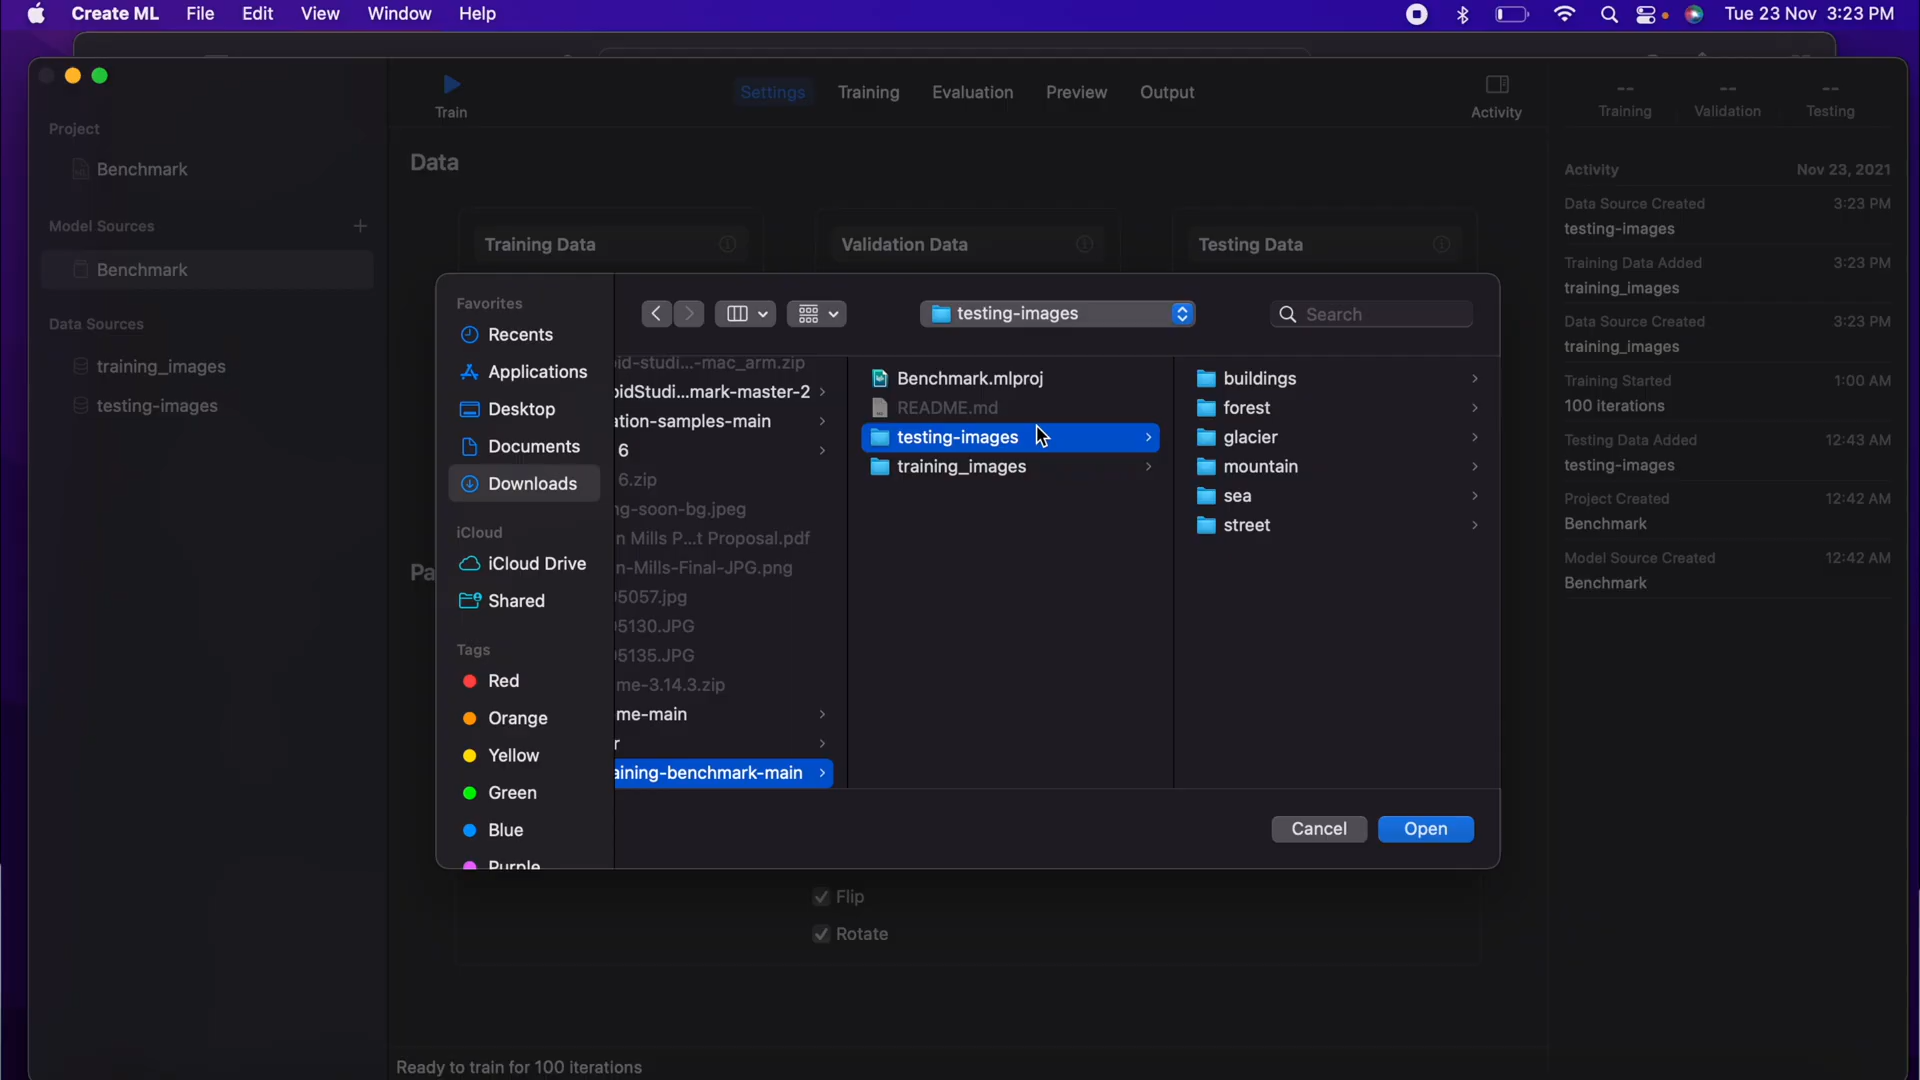 Create ML File Edit View Window Help Tue 23 Nov 3:23 PM
Train
Settings Training Evaluation Preview Output
Activity
-- -- --
Training Validation Testing
Project
Benchmark
Model Sources +
Benchmark
Data Sources
training_images
testing-images
Data
Training Data Validation Data Testing Data
Favorites
Recents
Applications
Desktop
Documents
Downloads
iCloud
iCloud Drive
Shared
Tags
Red
Orange
Yellow
Green
Blue
Purple
testing-images
Search
id-studi...-mac_arm.zip
oidStudi...mark-master-2
ation-samples-main
6
6.zip
ng-soon-bg.jpeg
n Mills P...t Proposal.pdf
n-Mills-Final-JPG.png
5057.jpg
5130.JPG
5135.JPG
me-3.14.3.zip
me-main
r
aining-benchmark-main
Benchmark.mlproj
README.md
testing-images
training_images
buildings
forest
glacier
mountain
sea
street
Cancel Open
Pa
Flip
Rotate
Ready to train for 100 iterations
Activity Nov 23, 2021
Data Source Created 3:23 PM
testing-images
Training Data Added 3:23 PM
training_images
Data Source Created 3:23 PM
training_images
Training Started 1:00 AM
100 iterations
Testing Data Added 12:43 AM
testing-images
Project Created 12:42 AM
Benchmark
Model Source Created 12:42 AM
Benchmark